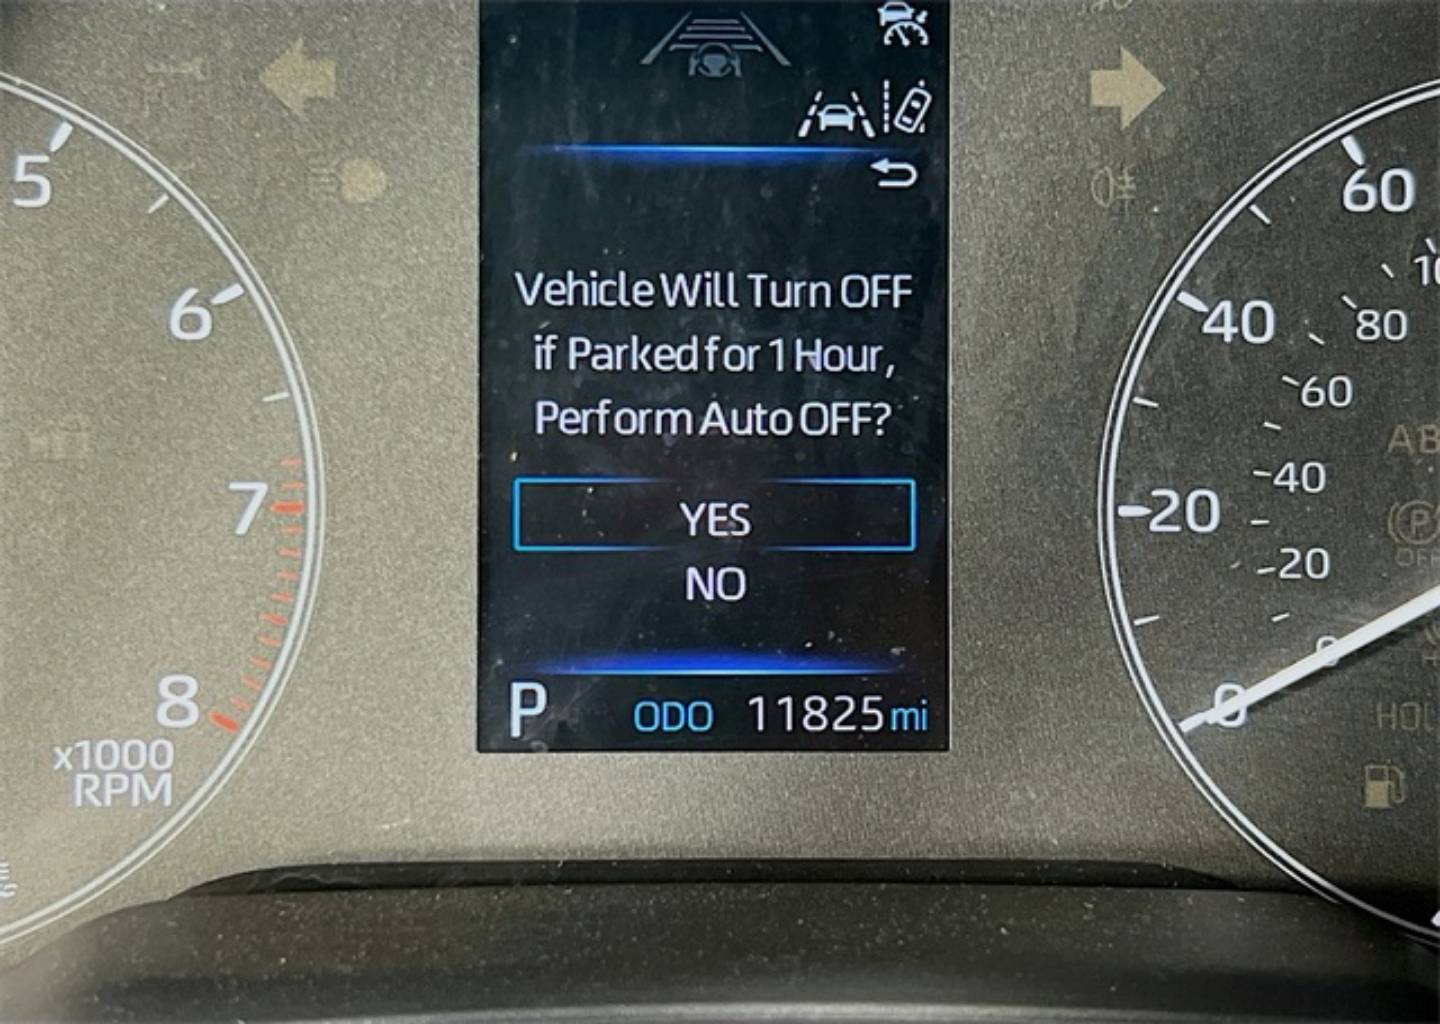 5
6
7
8
x1000
RPM
Vehicle Will Turn OFF
if Parked for 1 Hour,
Perform Auto OFF?
YES
NO
P ODO 11825 mi
60
40
20
0
80
60
40
20
0